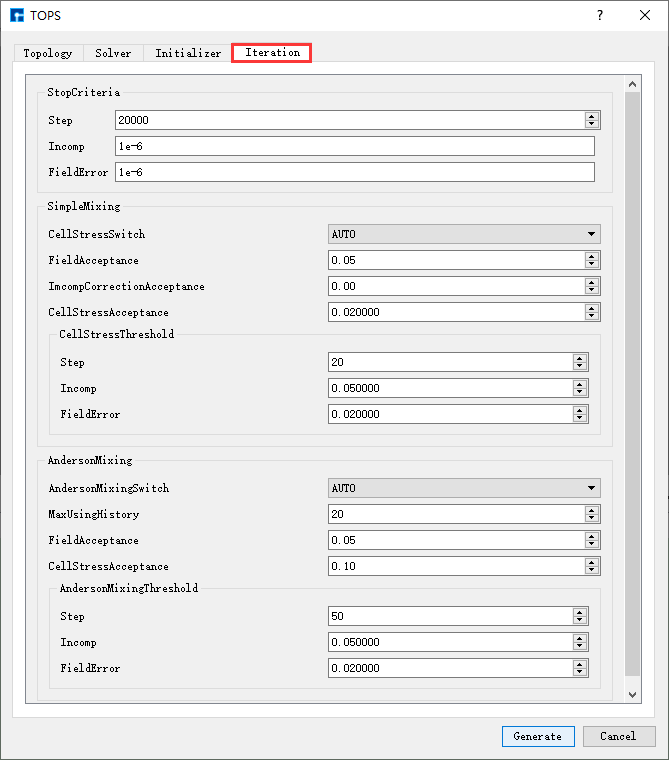 TOPS
Topology Solver Initializer Iteration
StopCriteria
Step 20000
Incomp 1e-6
FieldError 1e-6
SimpleMixing
CellStressSwitch AUTO
FieldAcceptance 0.05
ImcompCorrectionAcceptance 0.00
CellStressAcceptance 0.020000
CellStressThreshold
Step 20
Incomp 0.050000
FieldError 0.020000
AndersonMixing
AndersonMixingSwitch AUTO
MaxUsingHistory 20
FieldAcceptance 0.05
CellStressAcceptance 0.10
AndersonMixingThreshold
Step 50
Incomp 0.050000
FieldError 0.020000
Generate Cancel